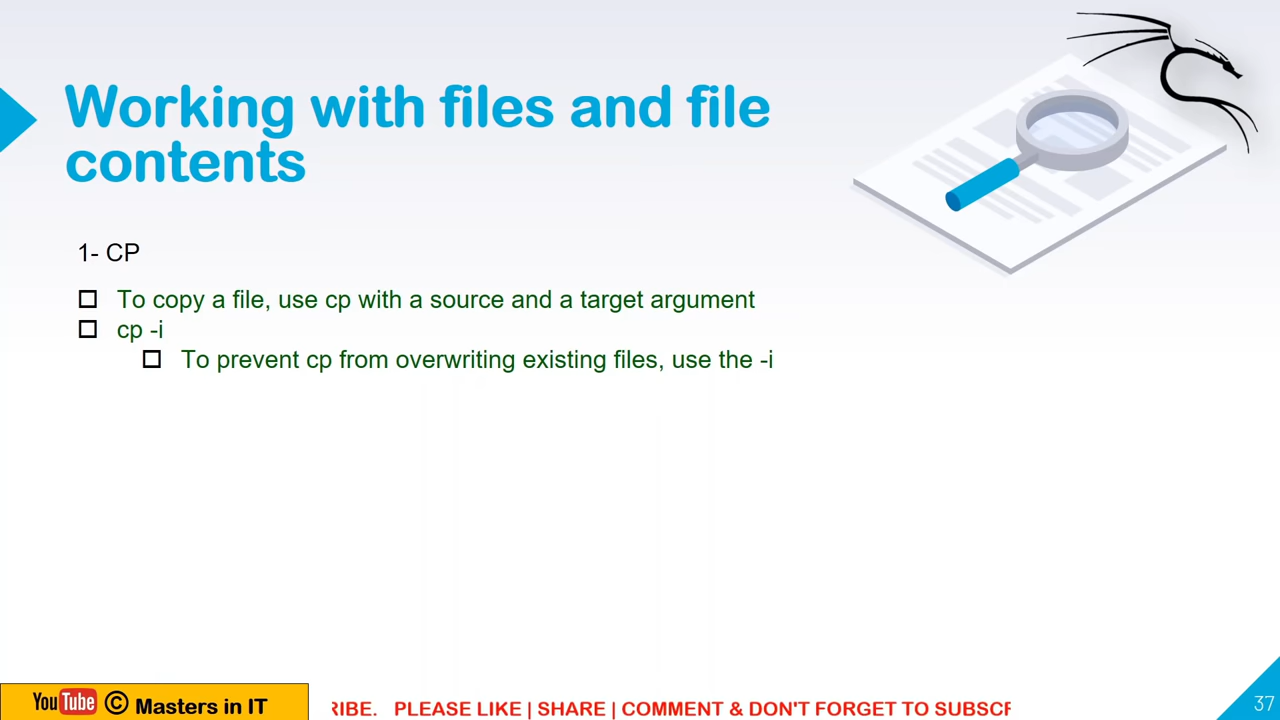 Working with files and file
contents
1- CP
To copy a file, use cp with a source and a target argument
cp -i
To prevent cp from overwriting existing files, use the -i
YouTube © Masters in IT
RIBE. PLEASE LIKE | SHARE | COMMENT & DON'T FORGET TO SUBSCR
37